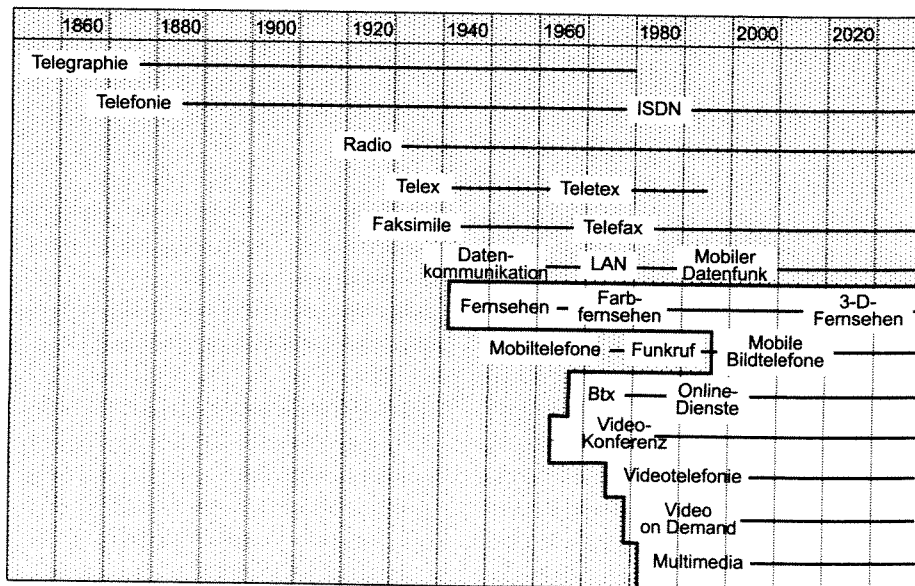 1860 1880 1900 1920 1940 1960 1980 2000 2020
Telegraphie
Telefonie ISDN
Radio
Telex Teletex
Faksimile Telefax
Daten-
kommunikation LAN Mobiler
Datenfunk
Fernsehen Farb-
fernsehen 3-D-
Fernsehen
Mobiltelefone Funkruf Mobile
Bildtelefone
Btx Online-
Dienste
Video-
Konferenz
Videotelefonie
Video
on Demand
Multimedia